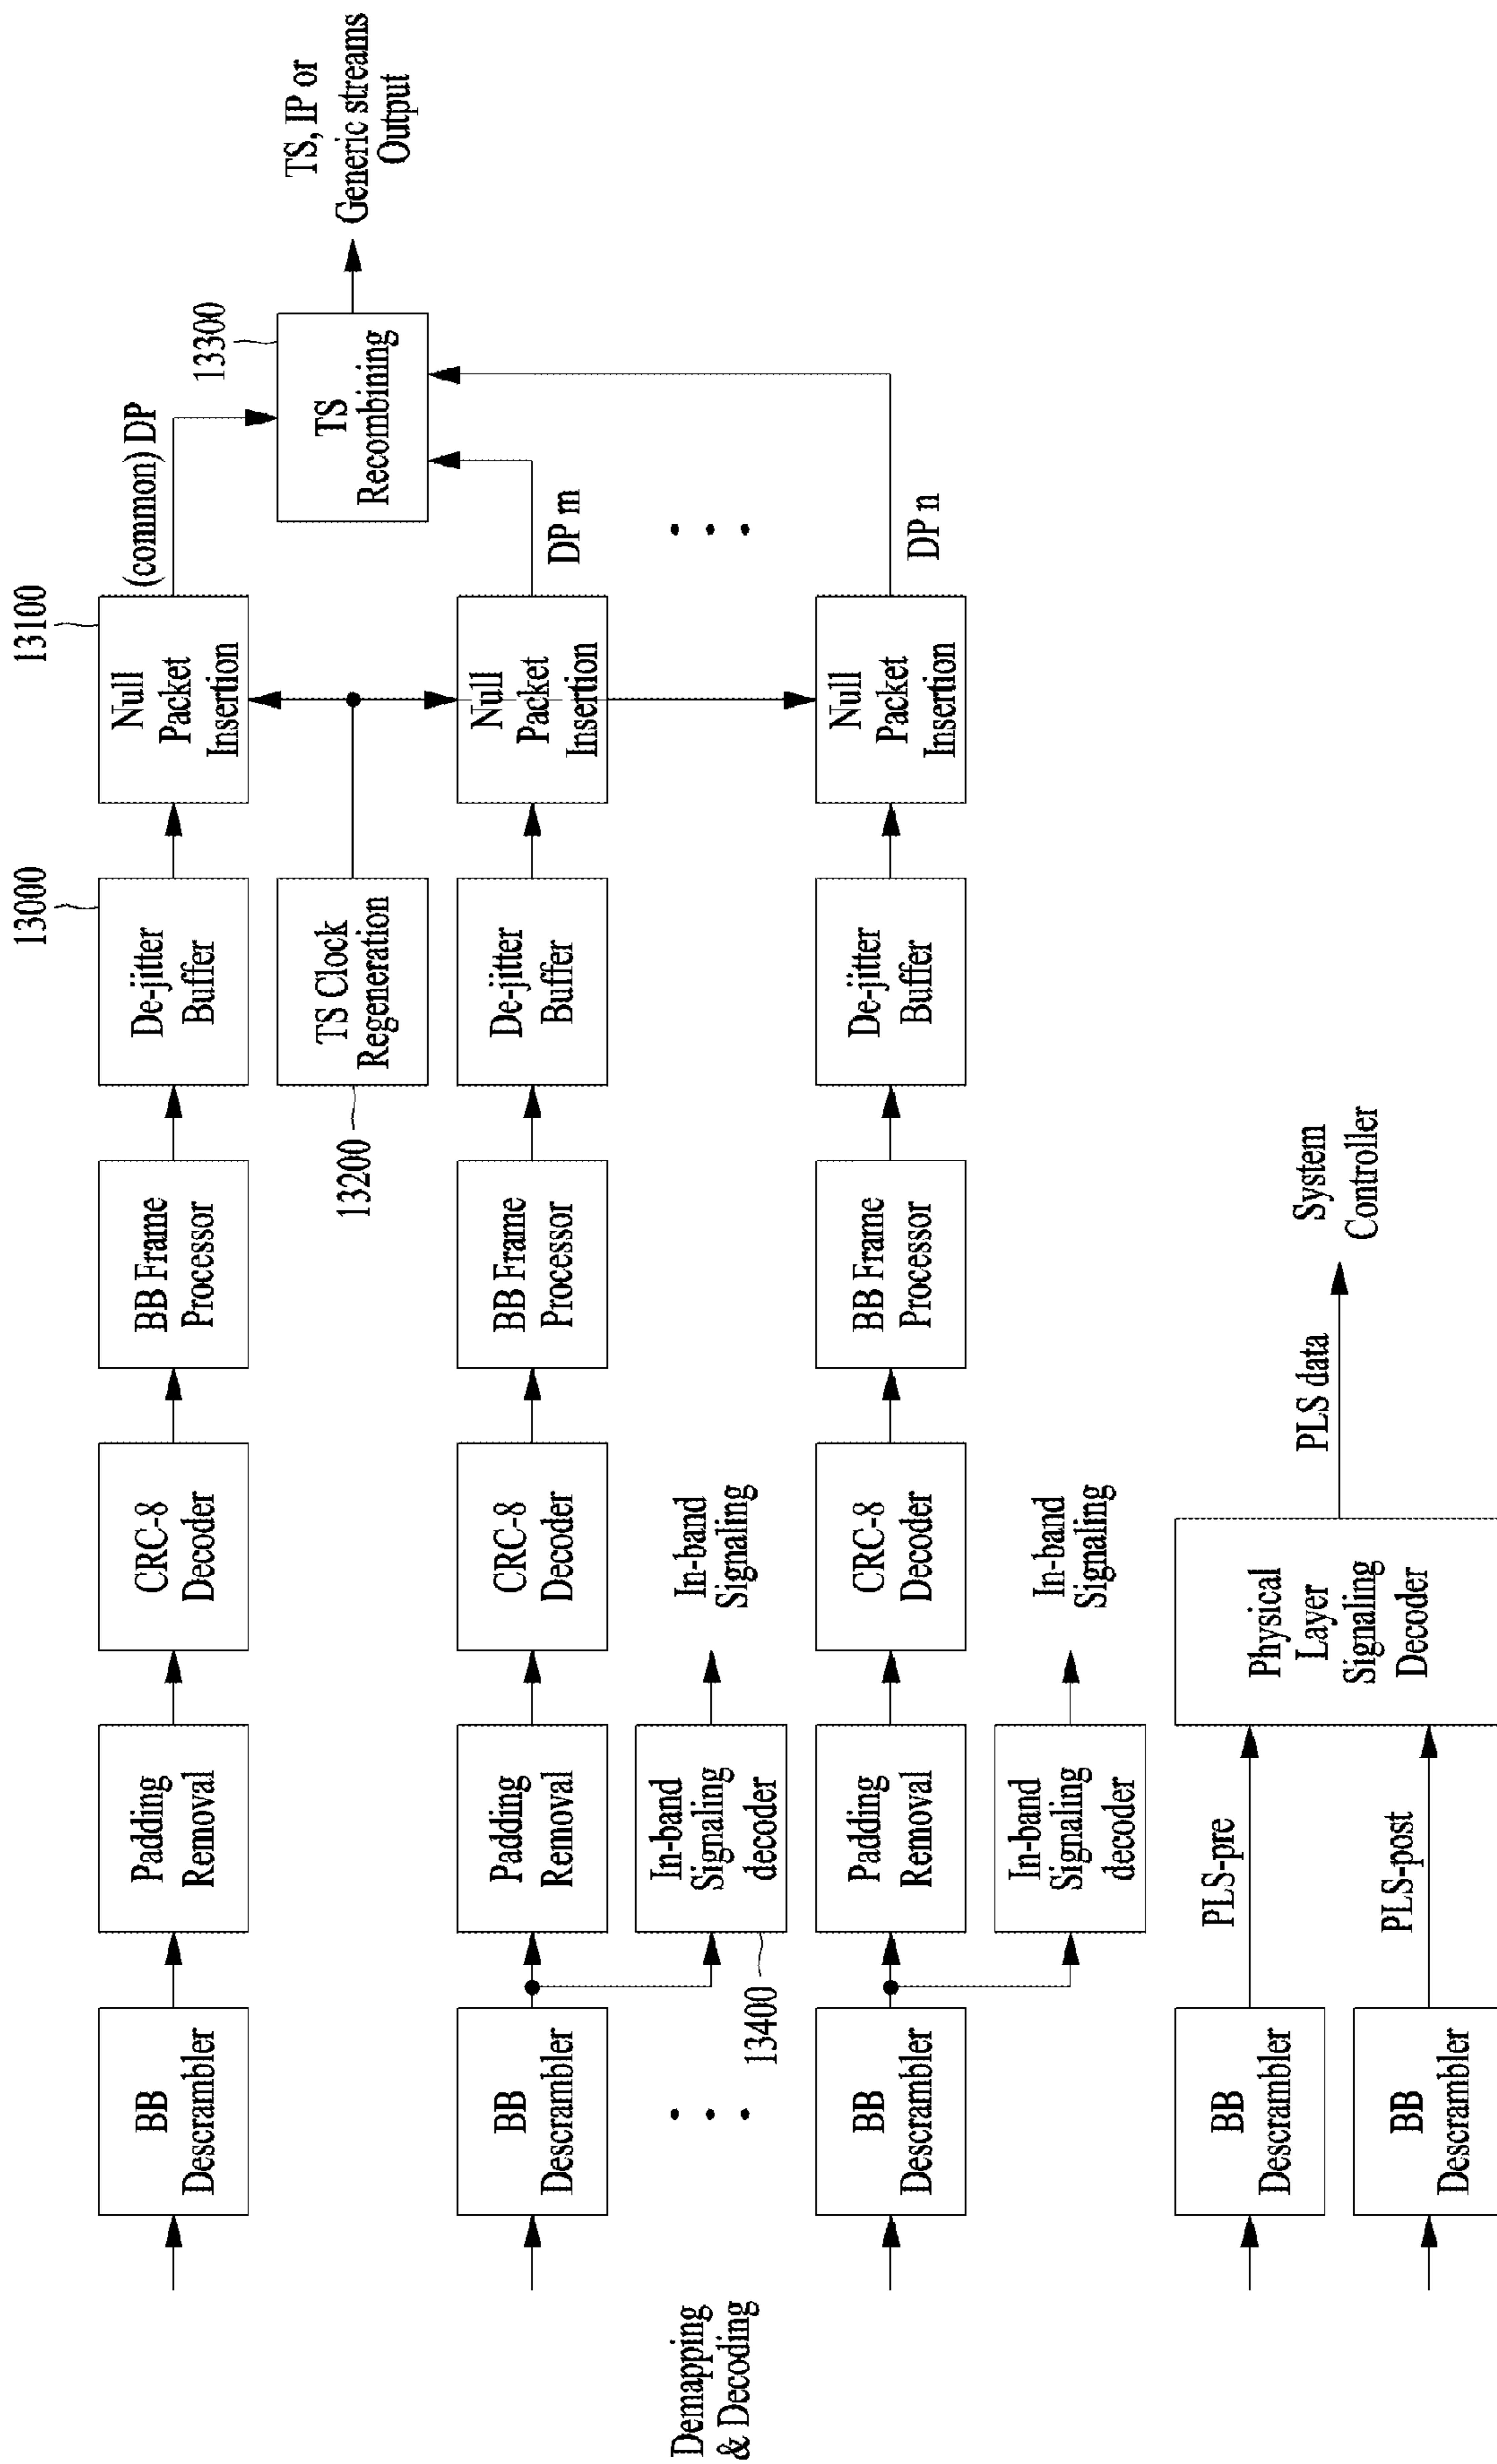 Demapping
& Decoding
BB
Descrambler
Padding
Removal
CRC-8
Decoder
BB Frame
Processor
13000
De-jitter
Buffer
13100
Null
Packet
Insertion
(common) DP
13200
TS Clock
Regeneration
13300
TS
Recombining
TS, IP or
Generic streams
Output
BB
Descrambler
Padding
Removal
CRC-8
Decoder
BB Frame
Processor
De-jitter
Buffer
Null
Packet
Insertion
DP m
13400
In-band
Signaling
decoder
In-band
Signaling
BB
Descrambler
Padding
Removal
CRC-8
Decoder
BB Frame
Processor
De-jitter
Buffer
Null
Packet
Insertion
DP n
In-band
Signaling
decoder
In-band
Signaling
BB
Descrambler
PLS-pre
BB
Descrambler
PLS-post
Physical
Layer
Signaling
Decoder
PLS data
System
Controller